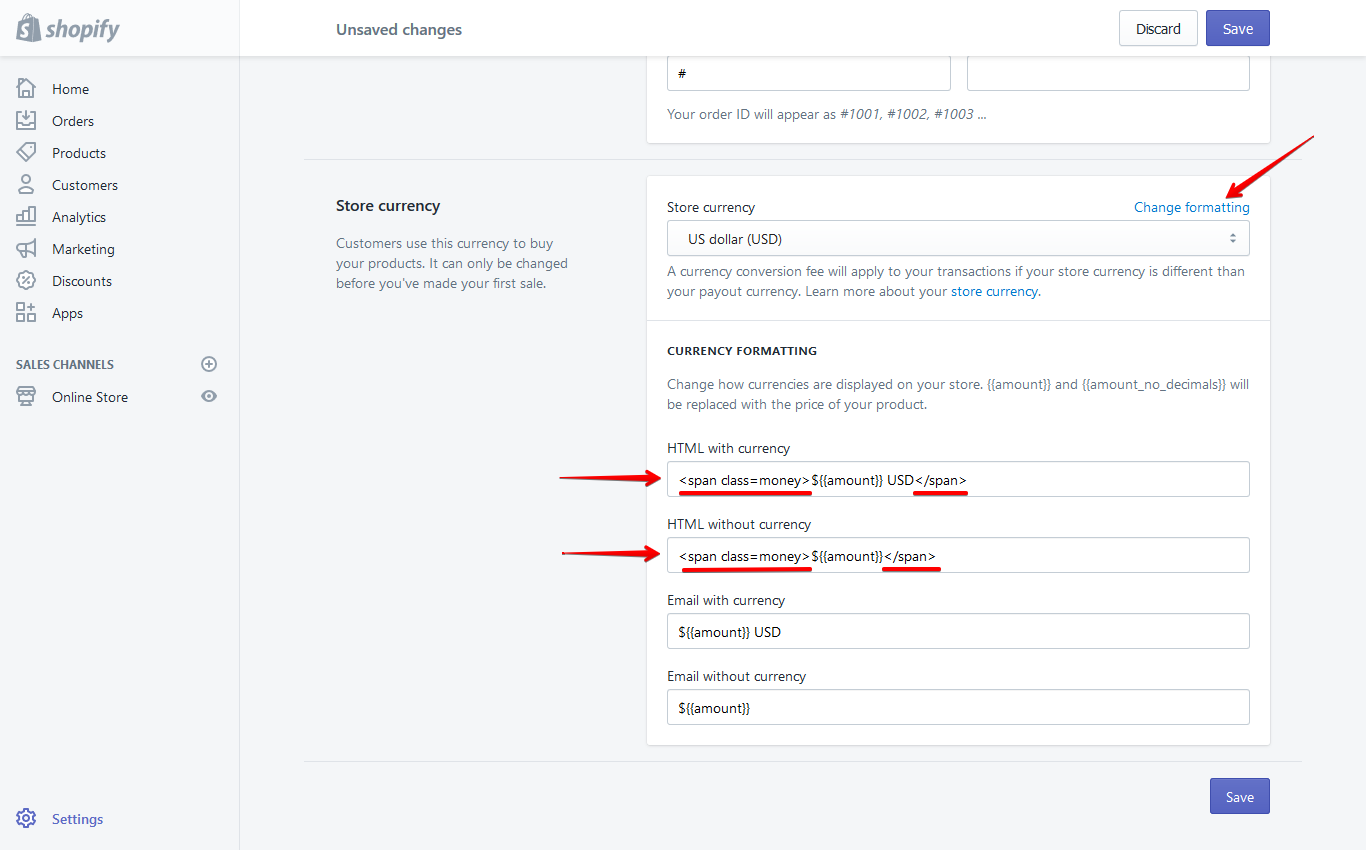 shopify
Unsaved changes
Discard
Save
Home
Orders
Products
Customers
Analytics
Marketing
Discounts
Apps
SALES CHANNELS
Online Store
Settings
#
Your order ID will appear as #1001, #1002, #1003 ...
Store currency
Customers use this currency to buy
your products. It can only be changed
before you've made your first sale.
Store currency
Change formatting
US dollar (USD)
A currency conversion fee will apply to your transactions if your store currency is different than
your payout currency. Learn more about your store currency.
CURRENCY FORMATTING
Change how currencies are displayed on your store. {{amount}} and {{amount_no_decimals}} will
be replaced with the price of your product.
HTML with currency
<span class=money>${{amount}} USD</span>
HTML without currency
<span class=money>${{amount}}</span>
Email with currency
${{amount}} USD
Email without currency
${{amount}}
Save